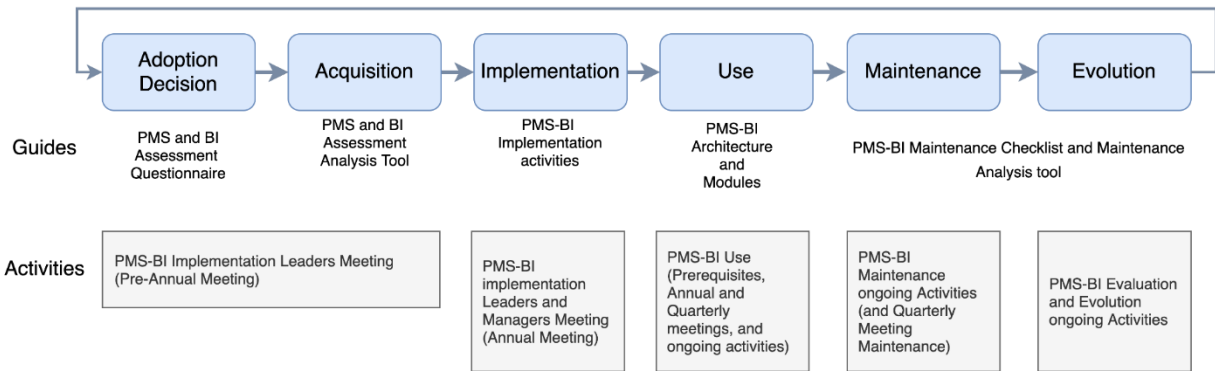 Adoption
Decision
Acquisition
Implementation
Use
Maintenance
Evolution
Guides
PMS and BI
Assessment
Questionnaire
PMS and BI
Assessment
Analysis Tool
PMS-BI
Implementation
activities
PMS-BI
Architecture
and
Modules
PMS-BI Maintenance Checklist and Maintenance
Analysis tool
Activities
PMS-BI Implementation Leaders Meeting
(Pre-Annual Meeting)
PMS-BI
implementation
Leaders and
Managers Meeting
(Annual Meeting)
PMS-BI Use
(Prerequisites,
Annual and
Quarterly
meetings, and
ongoing activities)
PMS-BI
Maintenance
ongoing Activities
(and Quarterly
Meeting
Maintenance)
PMS-BI Evaluation
and Evolution
ongoing Activities